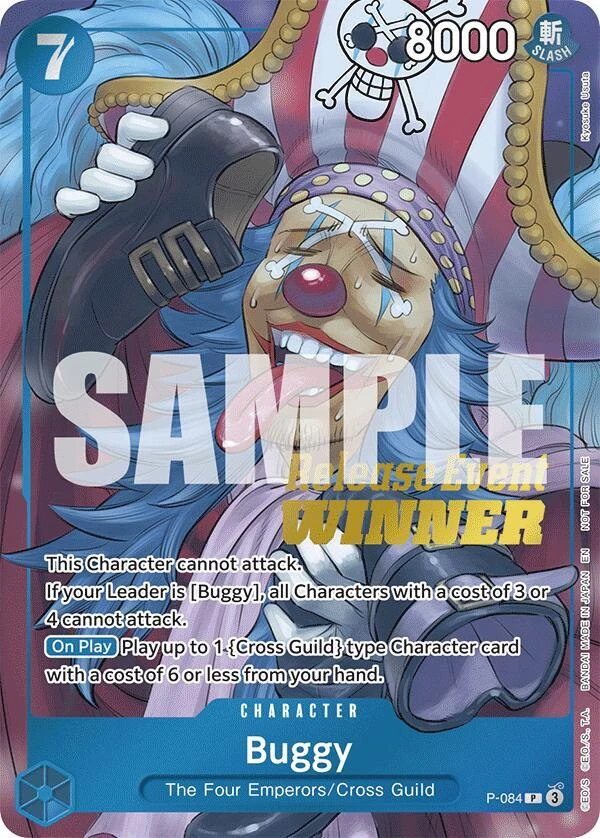 7
8000
斬
SLASH
Kyosuke Usuta
SAMPLE
Release Event
WINNER
This Character cannot attack.
If your Leader is [Buggy], all Characters with a cost of 3 or
4 cannot attack.
On Play Play up to 1 {Cross Guild} type Character card
with a cost of 6 or less from your hand.
CHARACTER
Buggy
The Four Emperors/Cross Guild
P-084 P 3
©E.O/S ©E.O./S., T.A. BANDAI MADE IN JAPAN EN NOT FOR SALE